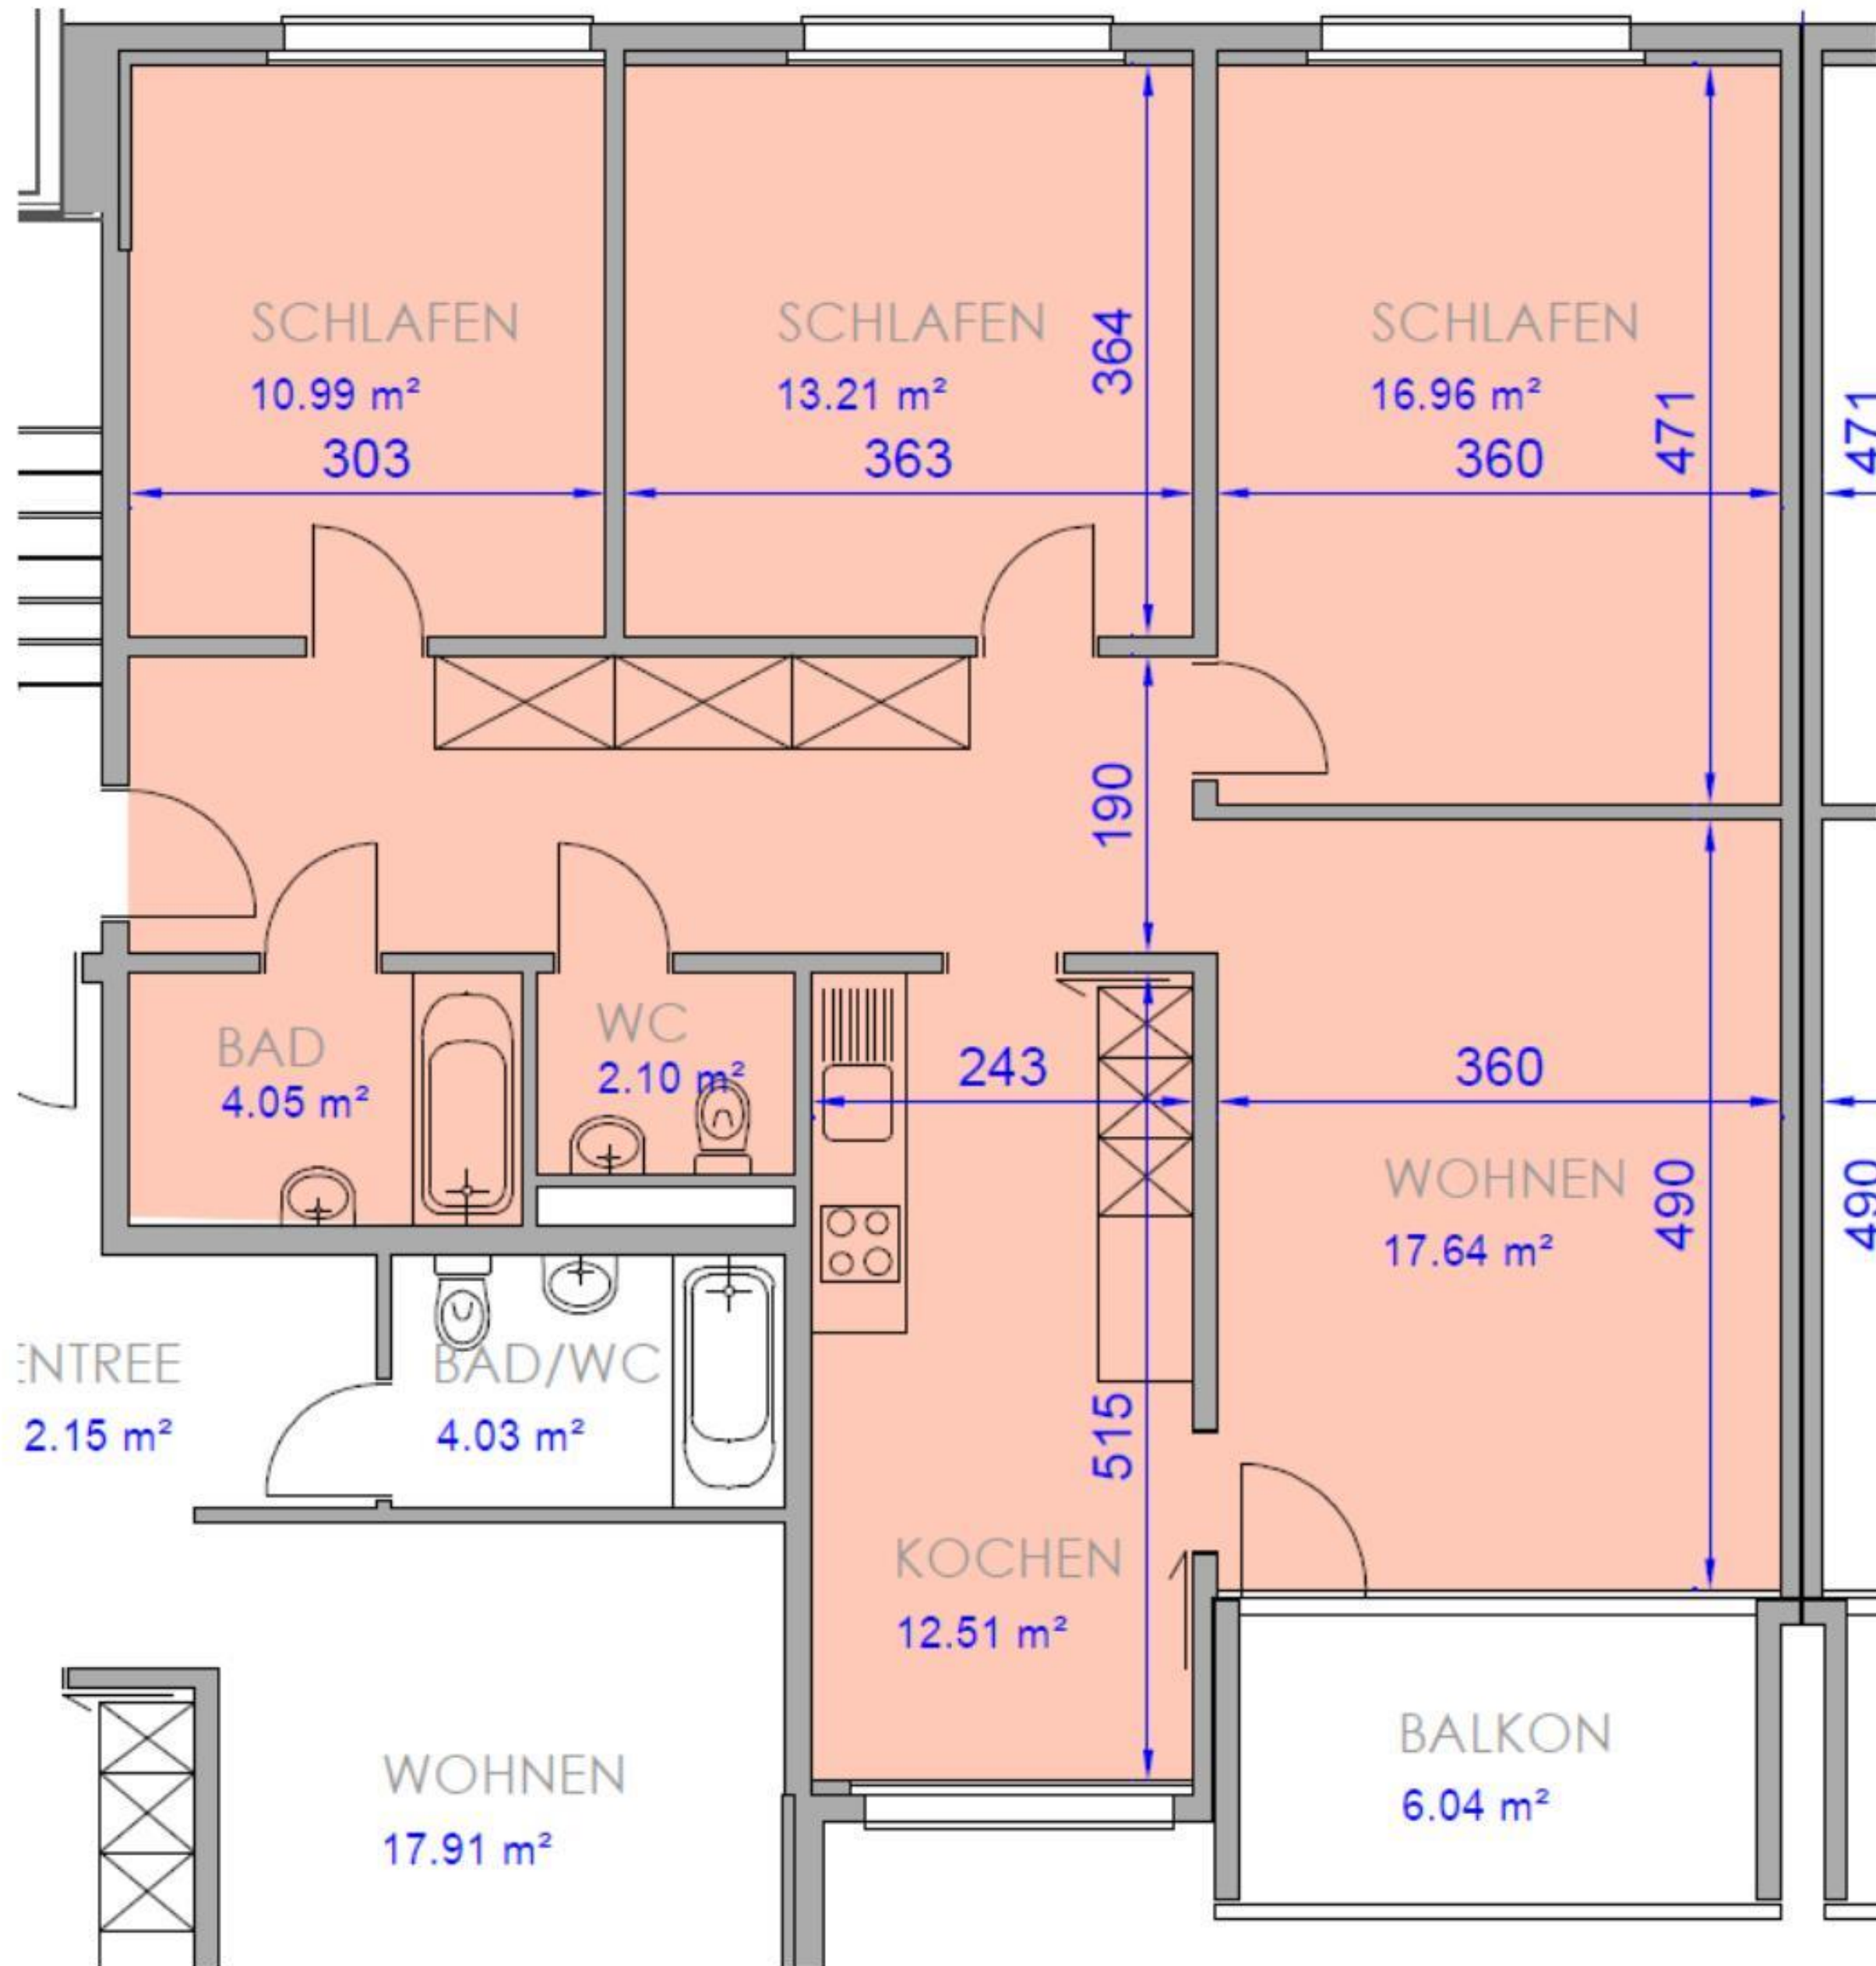 SCHLAFEN
10.99 m²
303
SCHLAFEN
13.21 m²
363
364
SCHLAFEN
16.96 m²
360
471
471
190
BAD
4.05 m²
WC
2.10 m²
243
360
WOHNEN
17.64 m²
490
490
ENTREE
2.15 m²
BAD/WC
4.03 m²
515
KOCHEN
12.51 m²
WOHNEN
17.91 m²
BALKON
6.04 m²